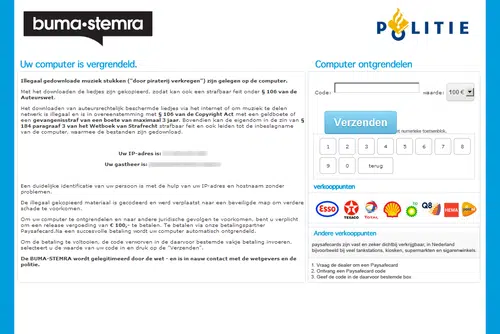 buma•stemra
POLITIE
Uw computer is vergrendeld.
Illegaal gedownloade muziek stukken ("door piraterij verkregen") zijn gelegen op de computer.
Met het downloaden de liedjes zijn gekopieerd, zodat kan ook een strafbaar feit onder § 106 van de
Auteurswet.
Het downloaden van auteursrechtelijk beschermde liedjes via het internet of om muziek te delen
netwerk is illegaal en is in overeenstemming met § 106 van de Copyright Act met een geldboete of
een gevangenisstraf van een boete van maximaal 3 jaar. Bovendien kan de eigendom in de zin van §
184 paragraaf 3 van het Wetboek van Strafrecht strafbaar feit en ook leiden tot de inbeslagname
van de computer, waarmee de bestanden zijn gedownload.
Uw IP-adres is:
Uw gastheer is:
Een duidelijke identificatie van uw persoon is met de hulp van uw IP-adres en hostnaam zonder
problemen.
De illegaal gekopieerd materiaal is gecodeerd en werd verplaatst naar een beveiligde map om verdere
schade te voorkomen.
Om uw computer te ontgrendelen en naar andere juridische gevolgen te voorkomen, bent u verplicht
om een release vergoeding van € 100,- te betalen. Te betalen via onze betalingspartner
Paysafecard.Na een succesvolle betaling wordt uw computer automatisch ontgrendeld.
Om de betaling te voltooien, de code verworven in de daarvoor bestemde vakje betaling invoeren,
selecteert u de waarde van uw code in en druk op de "Verzenden".
De BUMA-STEMRA wordt gelegitimeerd door de wet - en is in nauw contact met de wetgevers en de
politie.
Computer ontgrendelen
Code: waarde: 100 €
Verzenden
het numerieke toetsenblok.
1 2 3 4 5 6 7 8
9 0 terug
verkooppunten
Esso TEXACO TOTAL Shell bp Q8 HEMA
Andere verkooppunten
paysafecards zijn vast en zeker dichtbij verkrijgbaar, in Nederland
bijvoorbeeld bij veel tankstations, kiosken, supermarkten en sigarenwinkels.
1. Vraag de dealer om een Paysafecard
2. Ontvang een Paysafecard code
3. Geef de code in de daarvoor bestemde box